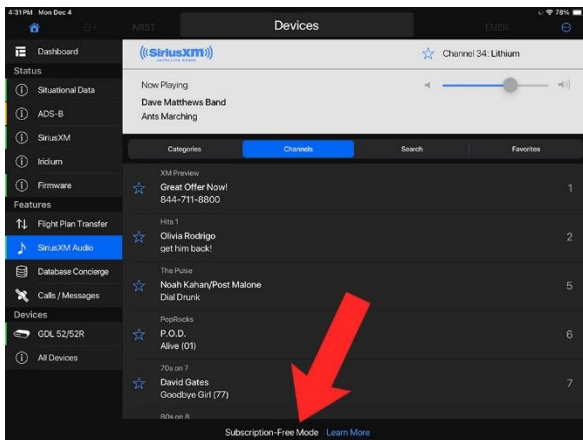 4:31PM Mon Dec 4
78%
D→
NRST
Devices
EMER
Dashboard
Status
Situational Data
ADS-B
SiriusXM
Iridium
Firmware
Features
Flight Plan Transfer
SiriusXM Audio
Database Concierge
Calls / Messages
Devices
GDL 52/52R
All Devices
((SiriusXM))
SATELLITE RADIO
Channel 34: Lithium
Now Playing
Dave Matthews Band
Ants Marching
Categories
Channels
Search
Favorites
XM Preview
Great Offer Now!
844-711-8800
1
Hits 1
Olivia Rodrigo
get him back!
2
The Pulse
Noah Kahan/Post Malone
Dial Drunk
5
PopRocks
P.O.D.
Alive (01)
6
70s on 7
David Gates
Goodbye Girl (77)
7
80s on 8
Subscription-Free Mode Learn More